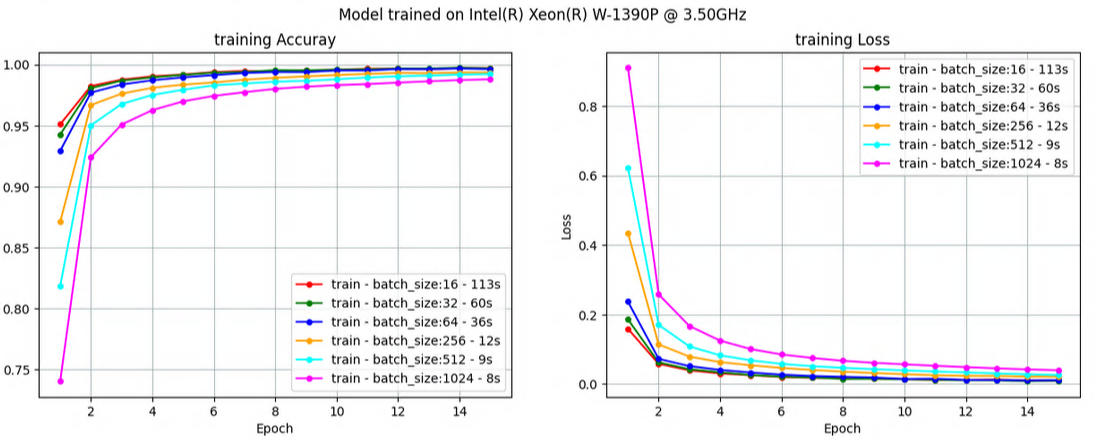 Model trained on Intel(R) Xeon(R) W-1390P @ 3.50GHz
training Accuray
1.00
0.95
0.90
0.85
0.80
0.75
2 4 6 8 10 12 14
Epoch
train - batch_size:16 - 113s
train - batch_size:32 - 60s
train - batch_size:64 - 36s
train - batch_size:256 - 12s
train - batch_size:512 - 9s
train - batch_size:1024 - 8s
training Loss
Loss
0.8
0.6
0.4
0.2
0.0
2 4 6 8 10 12 14
Epoch
train - batch_size:16 - 113s
train - batch_size:32 - 60s
train - batch_size:64 - 36s
train - batch_size:256 - 12s
train - batch_size:512 - 9s
train - batch_size:1024 - 8s